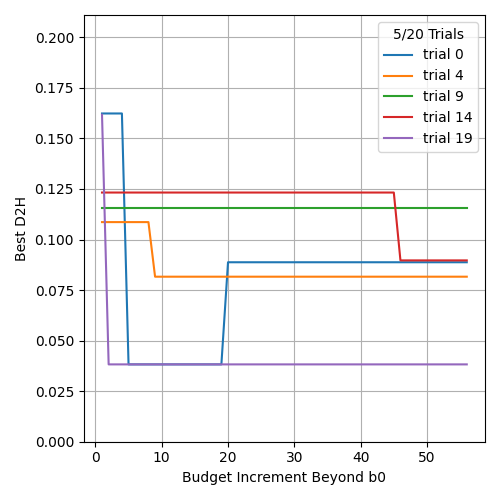 5/20 Trials
trial 0
trial 4
trial 9
trial 14
trial 19
0.200
0.175
0.150
0.125
0.100
0.075
0.050
0.025
0.000
Best D2H
0 10 20 30 40 50
Budget Increment Beyond b0